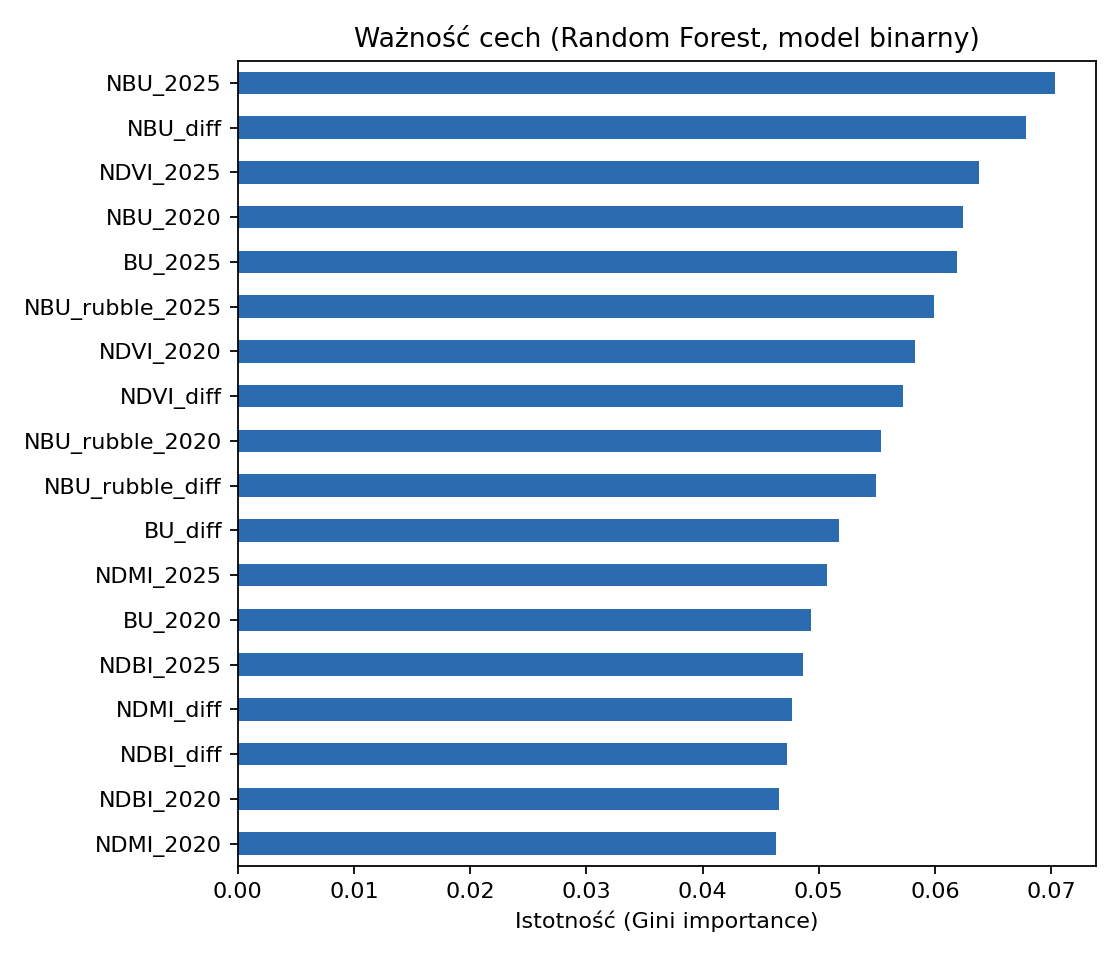 Ważność cech (Random Forest, model binarny)
NBU_2025
NBU_diff
NDVI_2025
NBU_2020
BU_2025
NBU_rubble_2025
NDVI_2020
NDVI_diff
NBU_rubble_2020
NBU_rubble_diff
BU_diff
NDMI_2025
BU_2020
NDBI_2025
NDMI_diff
NDBI_diff
NDBI_2020
NDMI_2020
0.00 0.01 0.02 0.03 0.04 0.05 0.06 0.07
Istotność (Gini importance)